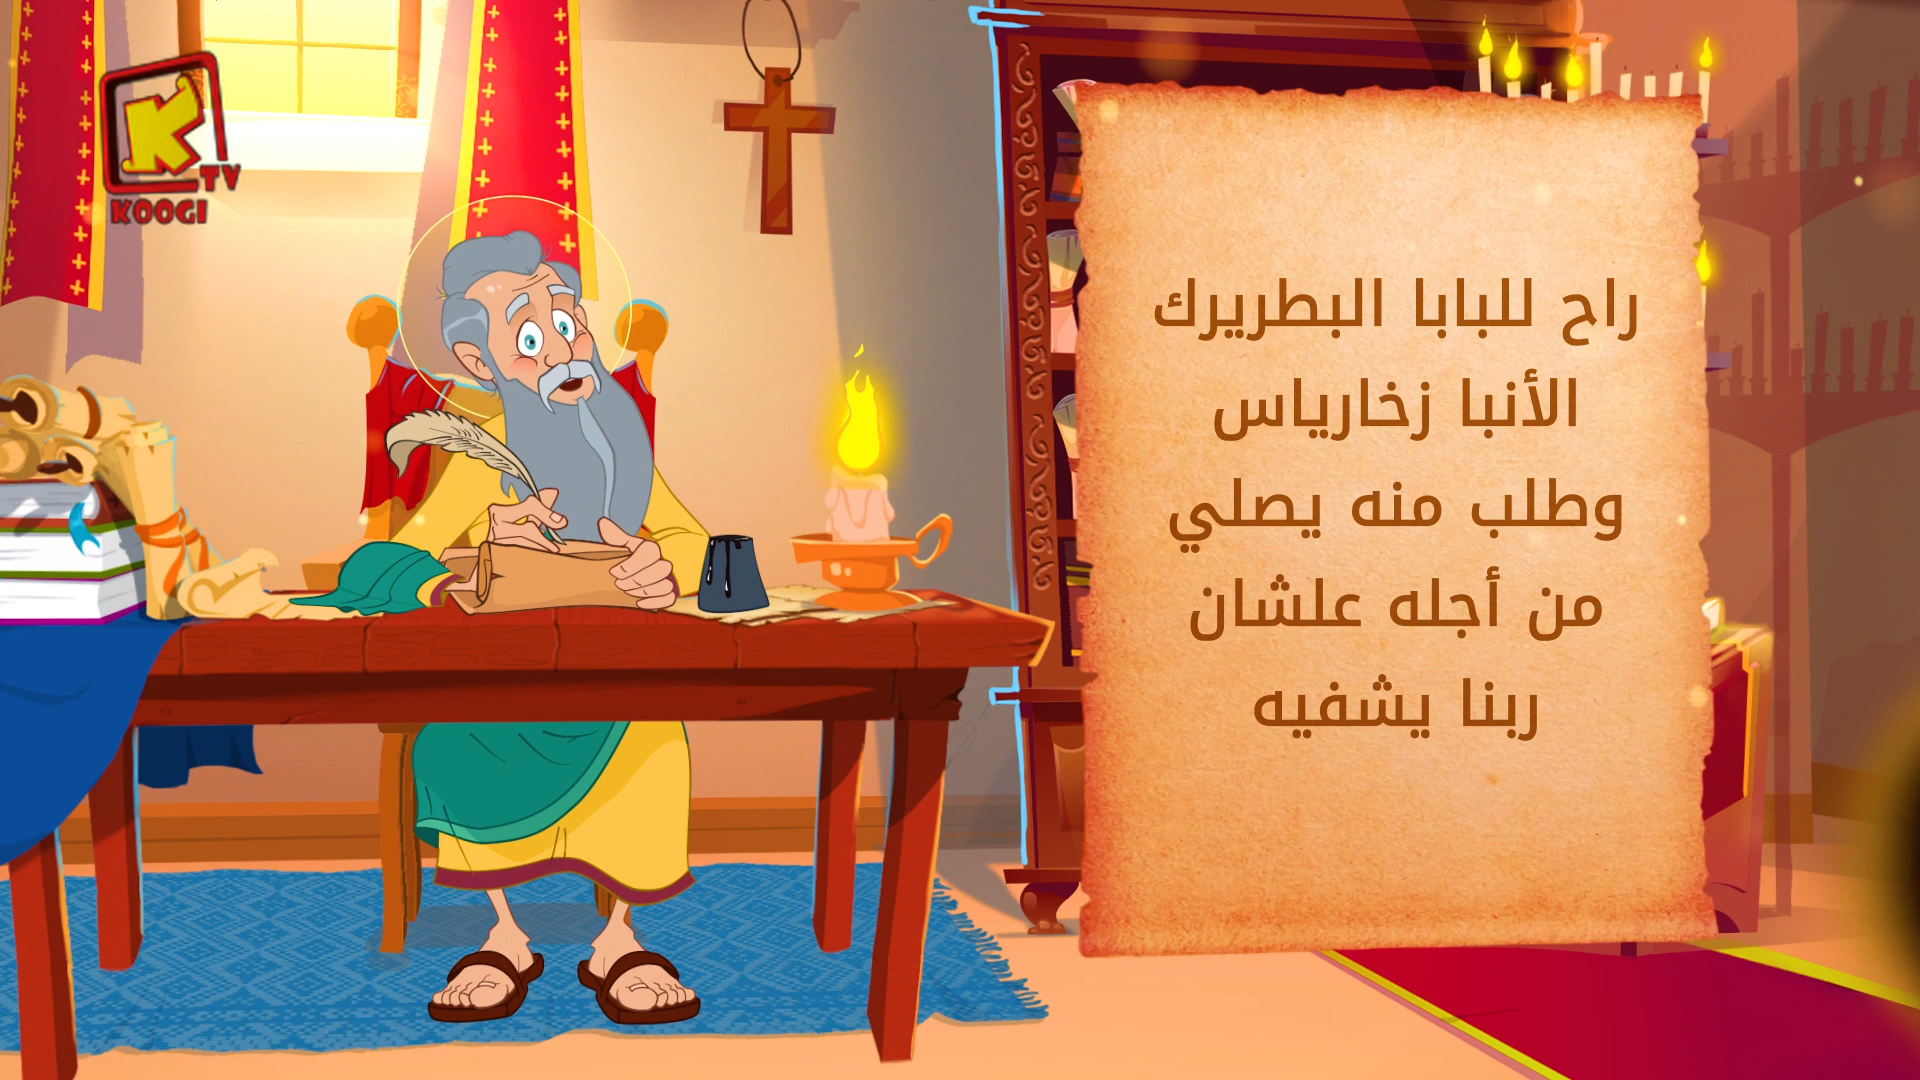 K
TV
KOOGI
راح للبابا البطريرك
الأنبا زخارياس
وطلب منه يصلي
من أجله علشان
ربنا يشفيه